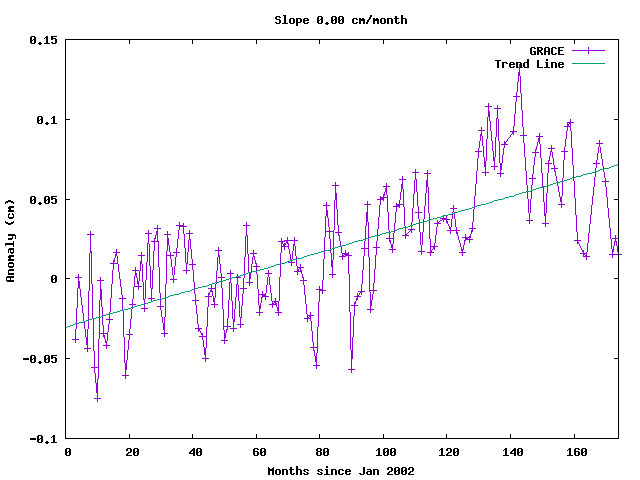 Slope 0.00 cm/month
0.15
GRACE
Trend Line
0.1
0.05
Anomaly (cm)
0
-0.05
-0.1
0 20 40 60 80 100 120 140 160
Months since Jan 2002